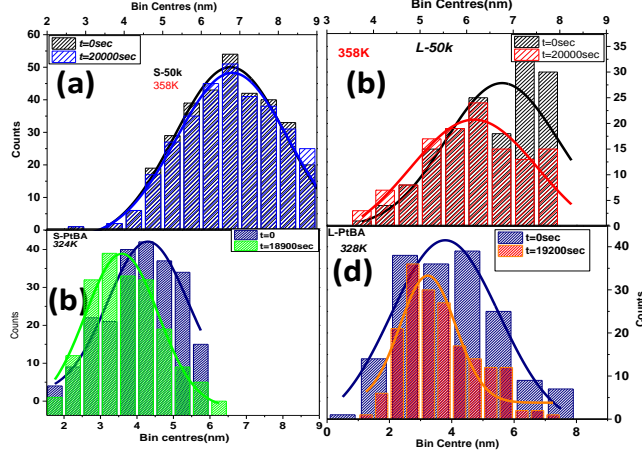 Bin Centres (nm)
Bin Centres(nm)
2 3 4 5 6 7 8 9
3 4 5 6 7 8 9
t=0sec
t=20000sec
(a)
S-50k
358K
358K
L-50k
t=0sec
t=20000sec
(b)
Counts
60
50
40
30
20
10
0
30
20
10
0
Counts
S-PtBA
324K
t=0
t=18900sec
(b)
L-PtBA
328K
t=0sec
t=19200sec
(d)
Counts
40
30
20
10
0
40
30
20
10
0
Counts
2 3 4 5 6 7 8 9
0 2 4 6 8
Bin centres(nm)
Bin Centre (nm)